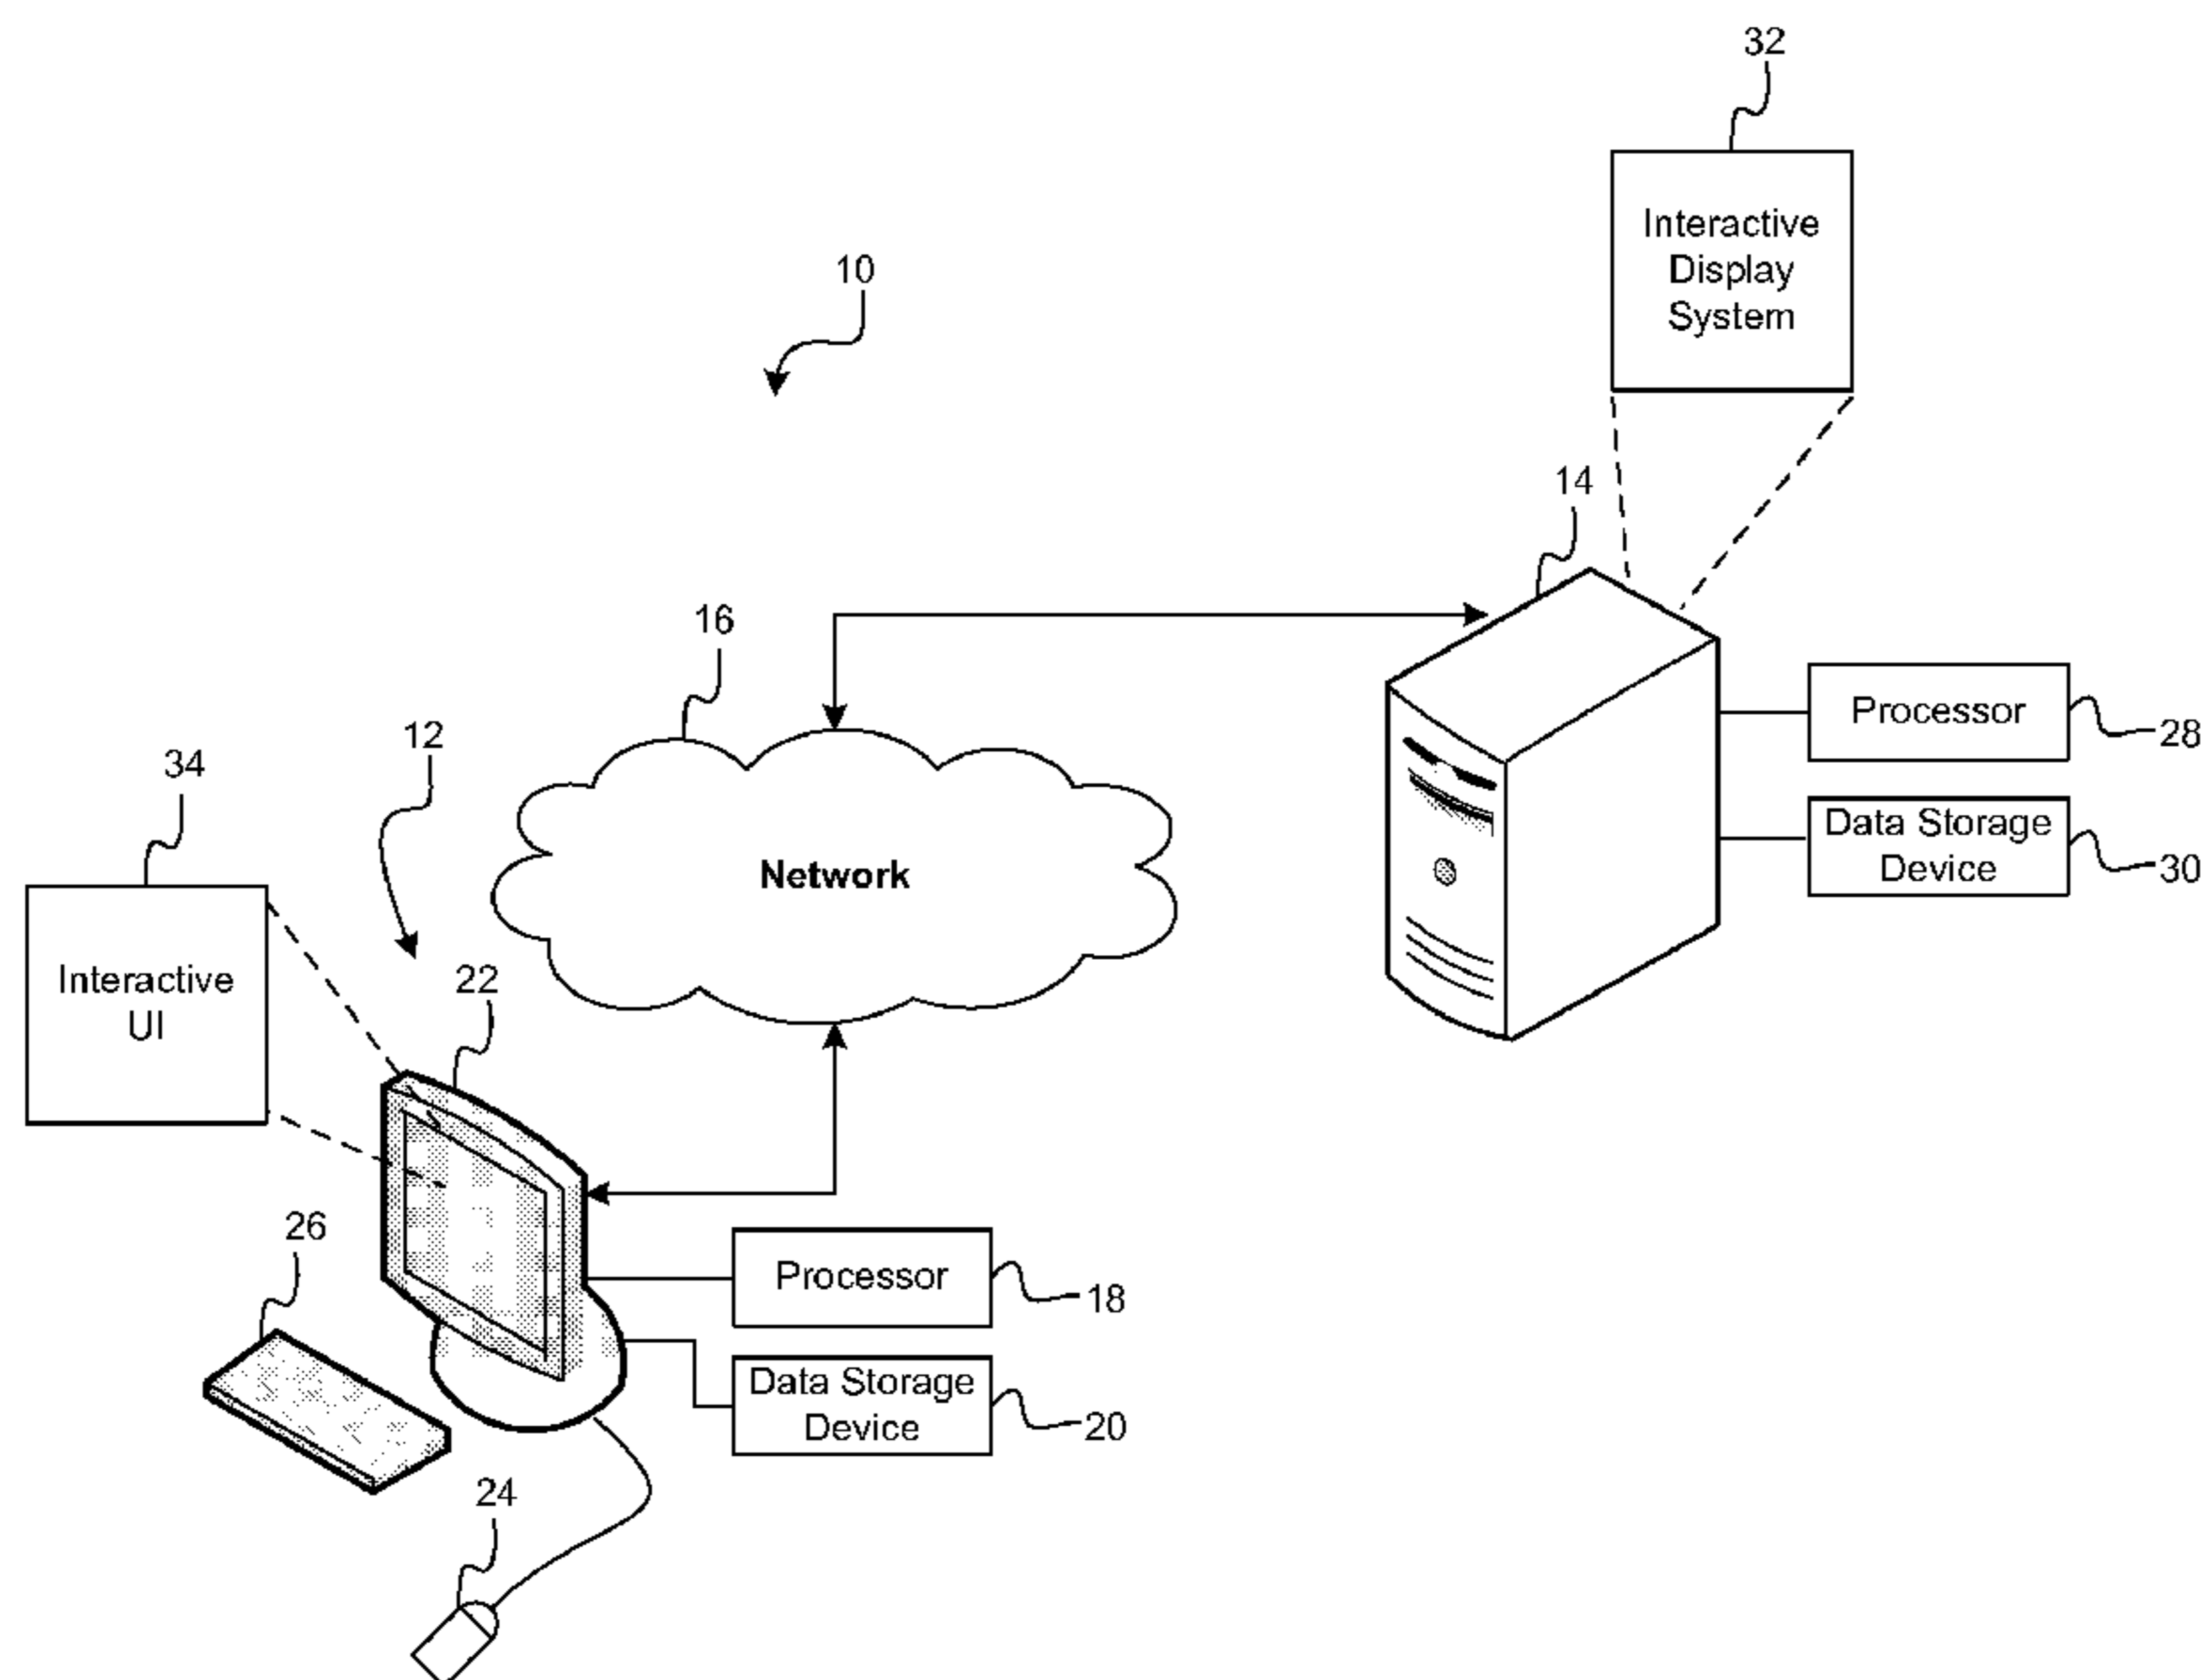 32
Interactive
Display
System
10
14
16
Processor
28
12
34
Data Storage
Device
30
Network
Interactive
UI
22
26
Processor
18
Data Storage
Device
20
24